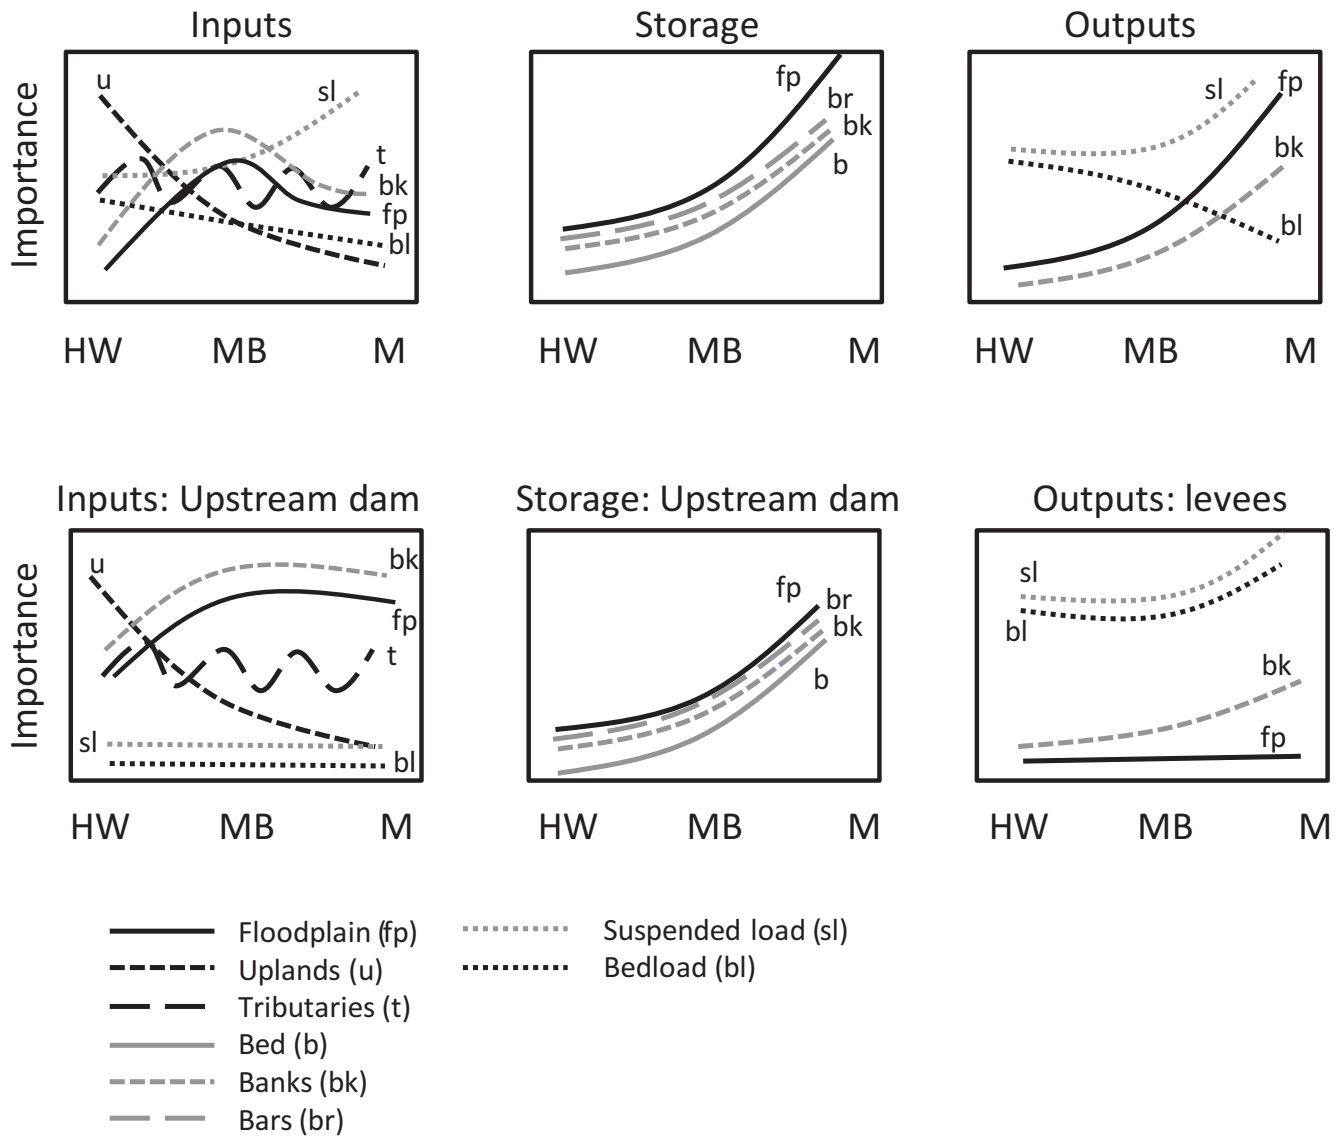 Inputs
Storage
Outputs
Importance
u
sl
t
bk
fp
bl
fp
br
bk
b
sl
fp
bk
bl
HW MB M
HW MB M
HW MB M
Inputs: Upstream dam
Storage: Upstream dam
Outputs: levees
Importance
u
bk
fp
t
sl
bl
fp
br
bk
b
sl
bl
bk
fp
HW MB M
HW MB M
HW MB M
Floodplain (fp)
Uplands (u)
Tributaries (t)
Bed (b)
Banks (bk)
Bars (br)
Suspended load (sl)
Bedload (bl)